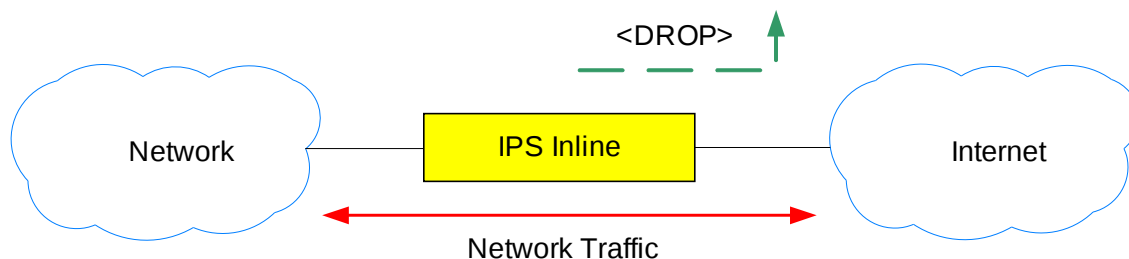 <DROP>
Network
IPS Inline
Internet
Network Traffic